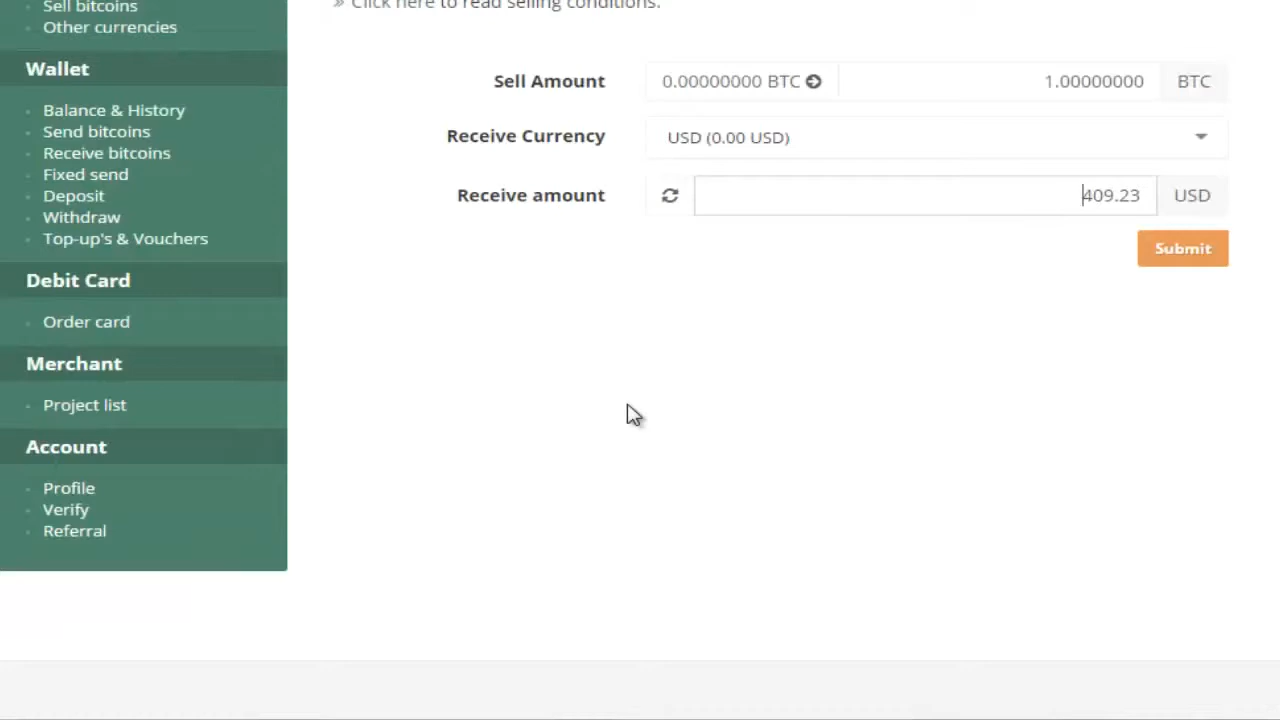 Sell bitcoins
Other currencies
Wallet
Balance & History
Send bitcoins
Receive bitcoins
Fixed send
Deposit
Withdraw
Top-up's & Vouchers
Debit Card
Order card
Merchant
Project list
Account
Profile
Verify
Referral
» Click here to read selling conditions.
Sell Amount 0.00000000 BTC 1.00000000 BTC
Receive Currency USD (0.00 USD)
Receive amount 409.23 USD
Submit